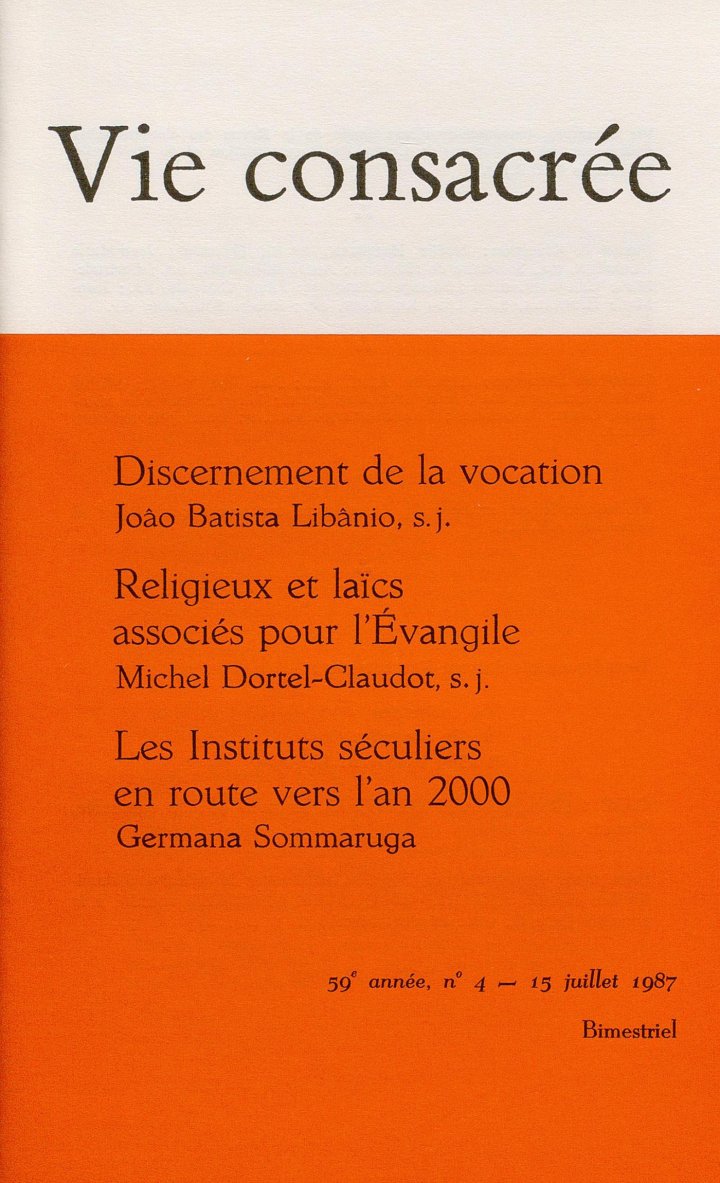 Vie consacrée
Discernement de la vocation
Joâo Batista Libânio, s.j.
Religieux et laïcs
associés pour l'Évangile
Michel Dortel-Claudot, s.j.
Les Instituts séculiers
en route vers l'an 2000
Germana Sommaruga
59e année, nº 4 — 15 juillet 1987
Bimestriel